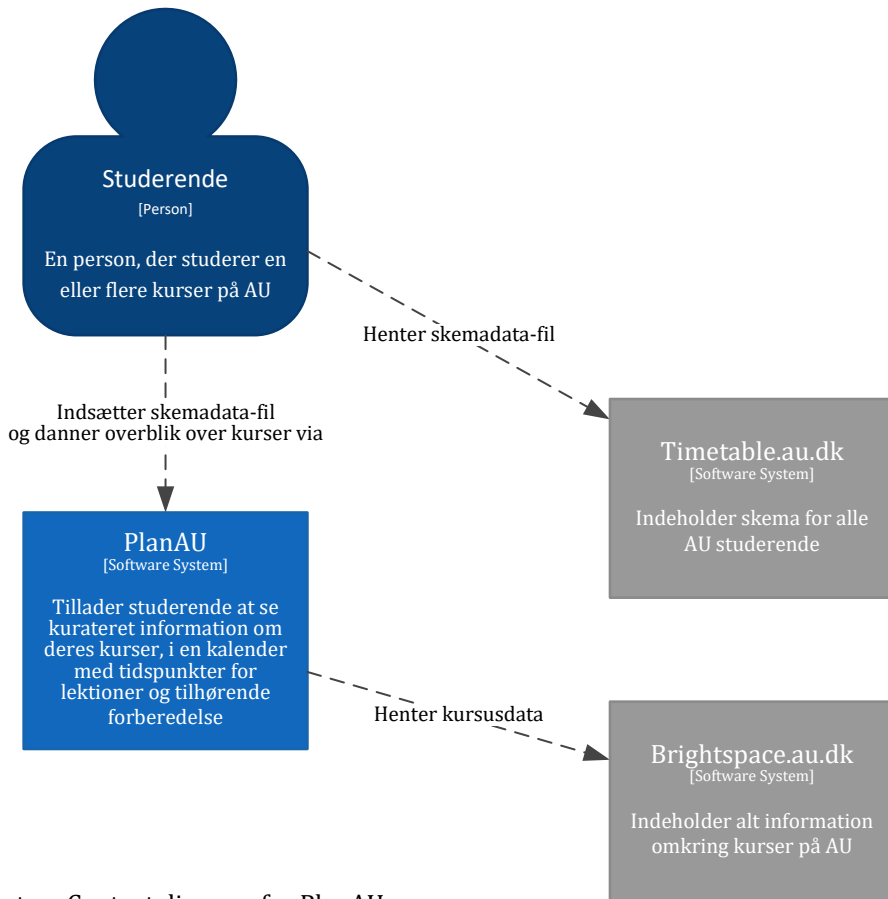 Studerende
[Person]
En person, der studerer en
eller flere kurser på AU
Henter skemadata-fil
Indsætter skemadata-fil
og danner overblik over kurser via
Timetable.au.dk
[Software System]
Indeholder skema for alle
AU studerende
PlanAU
[Software System]
Tillader studerende at se
kurateret information om
deres kurser, i en kalender
med tidspunkter for
lektioner og tilhørende
forberedelse
Henter kursusdata
Brightspace.au.dk
[Software System]
Indeholder alt information
omkring kurser på AU